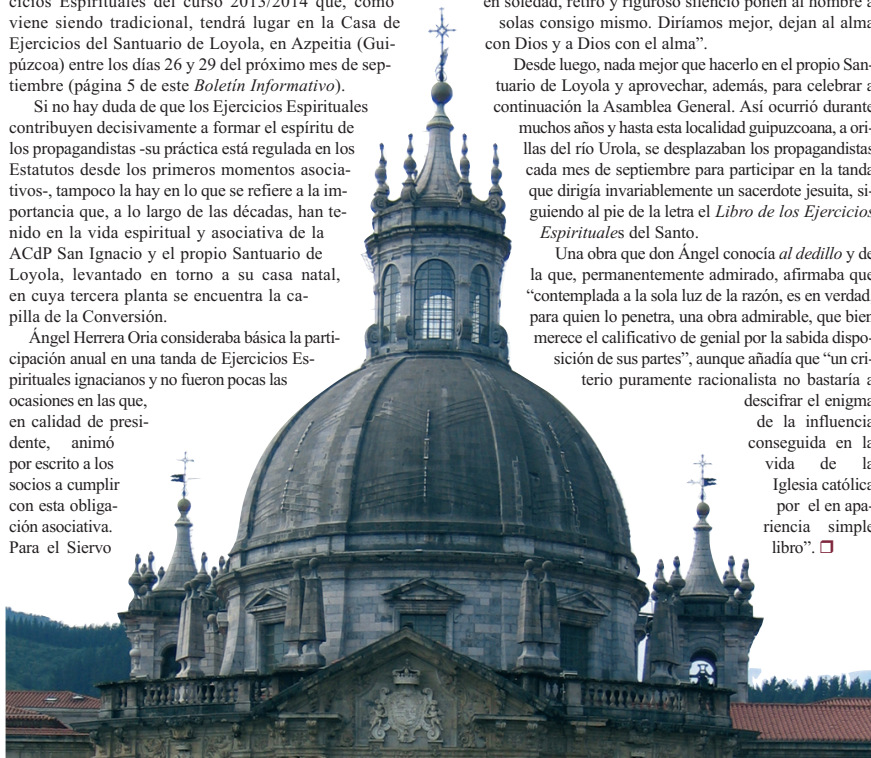 cicios Espirituales del curso 2013/2014 que, como
viene siendo tradicional, tendrá lugar en la Casa de
Ejercicios del Santuario de Loyola, en Azpeitia (Gui-
púzcoa) entre los días 26 y 29 del próximo mes de sep-
tiembre (página 5 de este Boletín Informativo).
Si no hay duda de que los Ejercicios Espirituales
contribuyen decisivamente a formar el espíritu de
los propagandistas -su práctica está regulada en los
Estatutos desde los primeros momentos asocia-
tivos-, tampoco la hay en lo que se refiere a la im-
portancia que, a lo largo de las décadas, han te-
nido en la vida espiritual y asociativa de la
ACdP San Ignacio y el propio Santuario de
Loyola, levantado en torno a su casa natal,
en cuya tercera planta se encuentra la ca-
pilla de la Conversión.
Ángel Herrera Oria consideraba básica la parti-
cipación anual en una tanda de Ejercicios Es-
pirituales ignacianos y no fueron pocas las
ocasiones en las que,
en calidad de presi-
dente, animó
por escrito a los
socios a cumplir
con esta obliga-
ción asociativa.
Para el Siervo
en soledad, retiro y riguroso silencio ponen al hombre a
solas consigo mismo. Diríamos mejor, dejan al alma
con Dios y a Dios con el alma”.
Desde luego, nada mejor que hacerlo en el propio San-
tuario de Loyola y aprovechar, además, para celebrar a
continuación la Asamblea General. Así ocurrió durante
muchos años y hasta esta localidad guipuzcoana, a ori-
llas del río Urola, se desplazaban los propagandistas
cada mes de septiembre para participar en la tanda
que dirigía invariablemente un sacerdote jesuita, si-
guiendo al pie de la letra el Libro de los Ejercicios
Espirituales del Santo.
Una obra que don Ángel conocía al dedillo y de
la que, permanentemente admirado, afirmaba que
“contemplada a la sola luz de la razón, es en verdad,
para quien lo penetra, una obra admirable, que bien
merece el calificativo de genial por la sabida dispo-
sición de sus partes”, aunque añadía que “un cri-
terio puramente racionalista no bastaría a
descifrar el enigma
de la influencia
conseguida en la
vida de la
Iglesia católica
por el en apa-
riencia simple
libro”. ❒